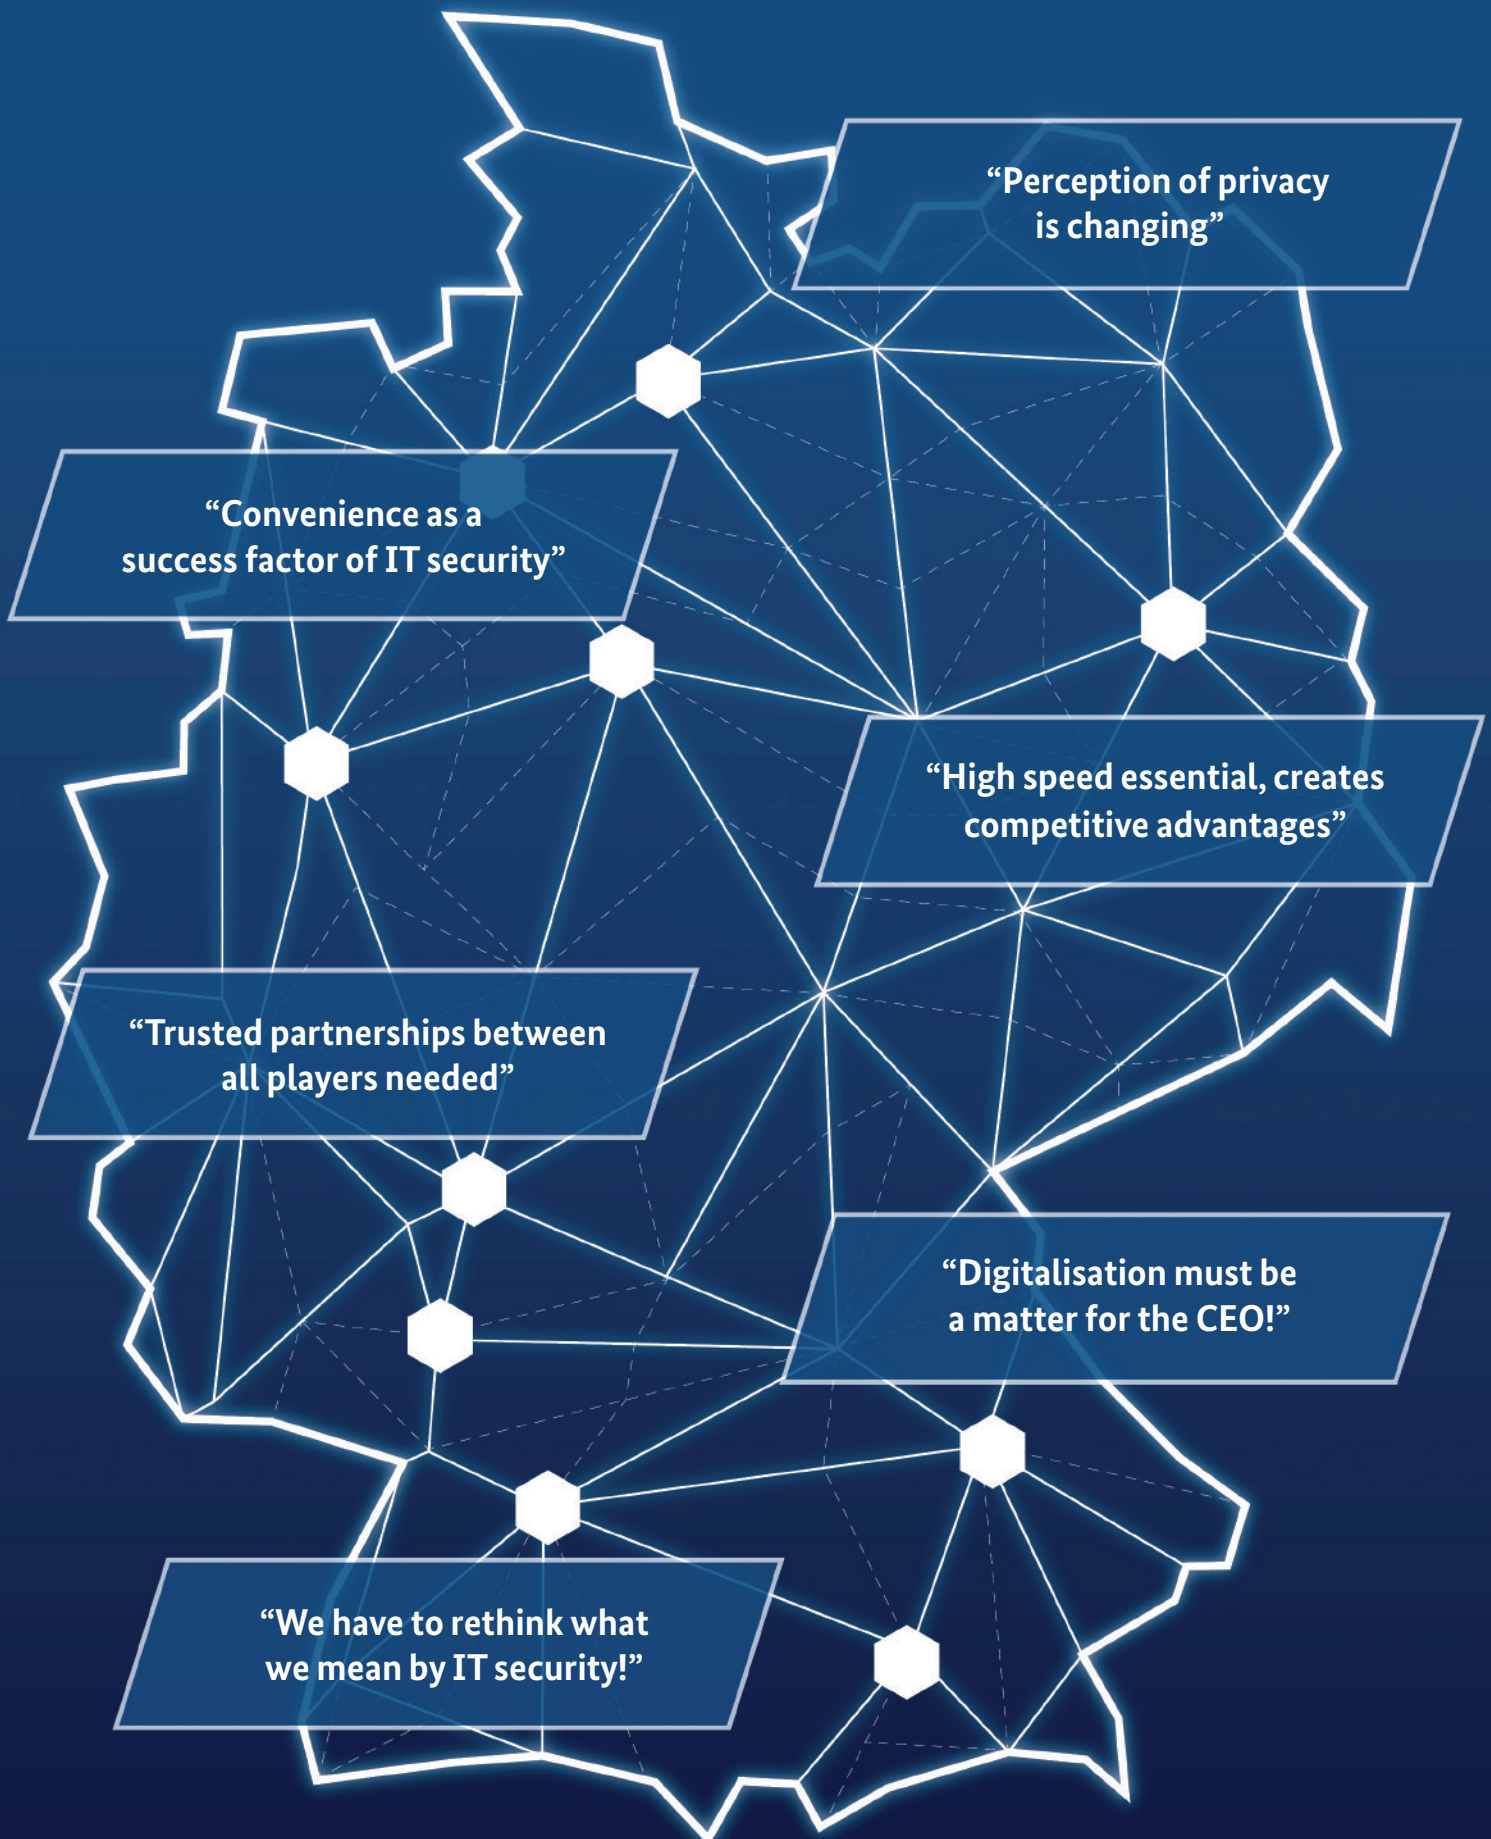 “Perception of privacy
is changing”
“Convenience as a
success factor of IT security”
“High speed essential, creates
competitive advantages”
“Trusted partnerships between
all players needed”
“Digitalisation must be
a matter for the CEO!”
“We have to rethink what
we mean by IT security!”